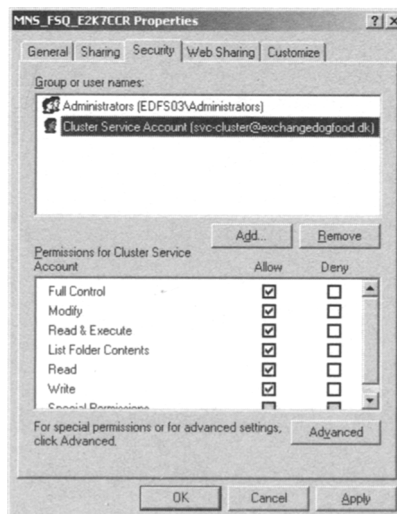 MNS_FSQ_E2K7CCR Properties
General Sharing Security Web Sharing Customize
Group or user names:
Administrators (EDFS03\Administrators)
Cluster Service Account (svc-cluster@exchangedogfood.dk)
Add... Remove
Permissions for Cluster Service
Account Allow Deny
Full Control
Modify
Read & Execute
List Folder Contents
Read
Write
Special Permissions
For special permissions or for advanced settings,
click Advanced. Advanced
OK Cancel Apply